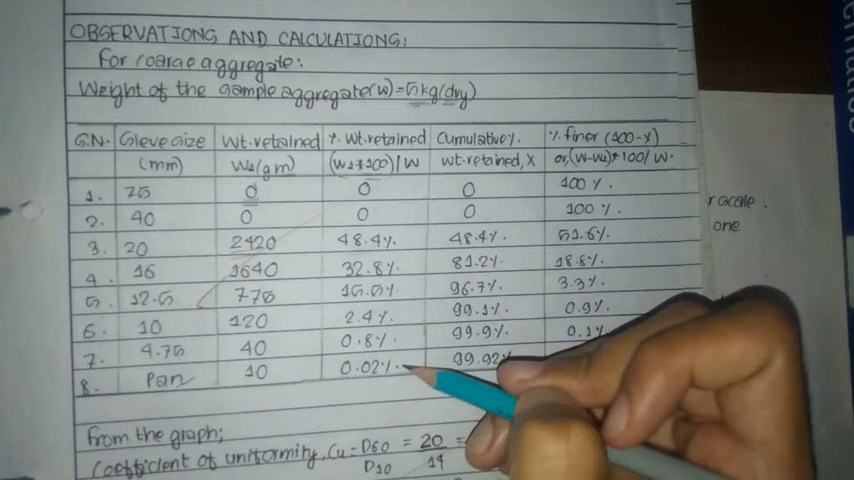 OBSERVATIONS AND CALCULATIONS:
For coarse aggregate:
Weight of the sample aggregate(w)=5kg(dry)
S.N. Sieve size Wt. retained %. Wt. retained Cumulative%. % finer (100-x)
(mm) W1(gm) (W1*100)/W wt. retained, X or, (W-W1)*100/W.
1. 75 0 0 0 100 %.
2. 40 0 0 0 100 %.
3. 20 2420 48.4%. 48.4%. 51.6%.
4. 16 1640 32.8%. 81.2%. 18.8%.
5. 12.5 775 15.5%. 96.7%. 3.3%.
6. 10 120 2.4%. 99.1%. 0.9%.
7. 4.75 40 0.8%. 99.9%. 0.1%
8. Pan 10 0.02%. 99.92%
From the graph;
Coefficient of uniformity, Cu = D60 = 20 =
D10 14
r scale.
one